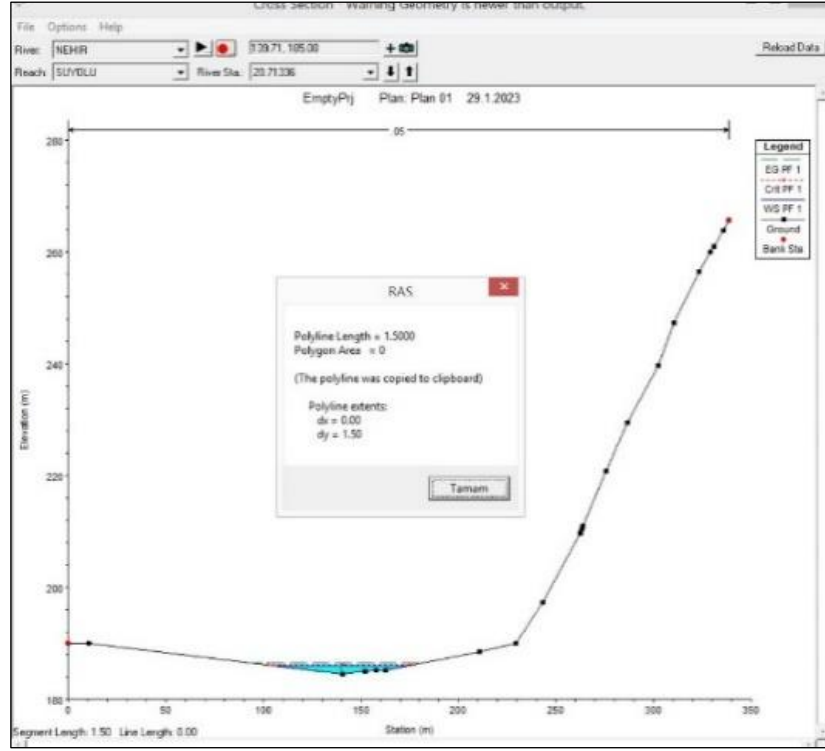 Cross Section - Warning Geometry is newer than output.
File Options Help
River: NEHIR 139.71, 185.00 Reload Data
Reach: SUYOLU River Sta.: 20.71336
EmptyPrj Plan: Plan 01 29.1.2023
.05
Legend
EG PF 1
Crit PF 1
WS PF 1
Ground
Bank Sta
RAS
Polyline Length = 1.5000
Polygon Area = 0
(The polyline was copied to clipboard)
Polyline extents:
dx = 0.00
dy = 1.50
Tamam
Elevation (m)
280
260
240
220
200
180
0 50 100 150 200 250 300 350
Station (m)
Segment Length: 1.50 Line Length: 0.00